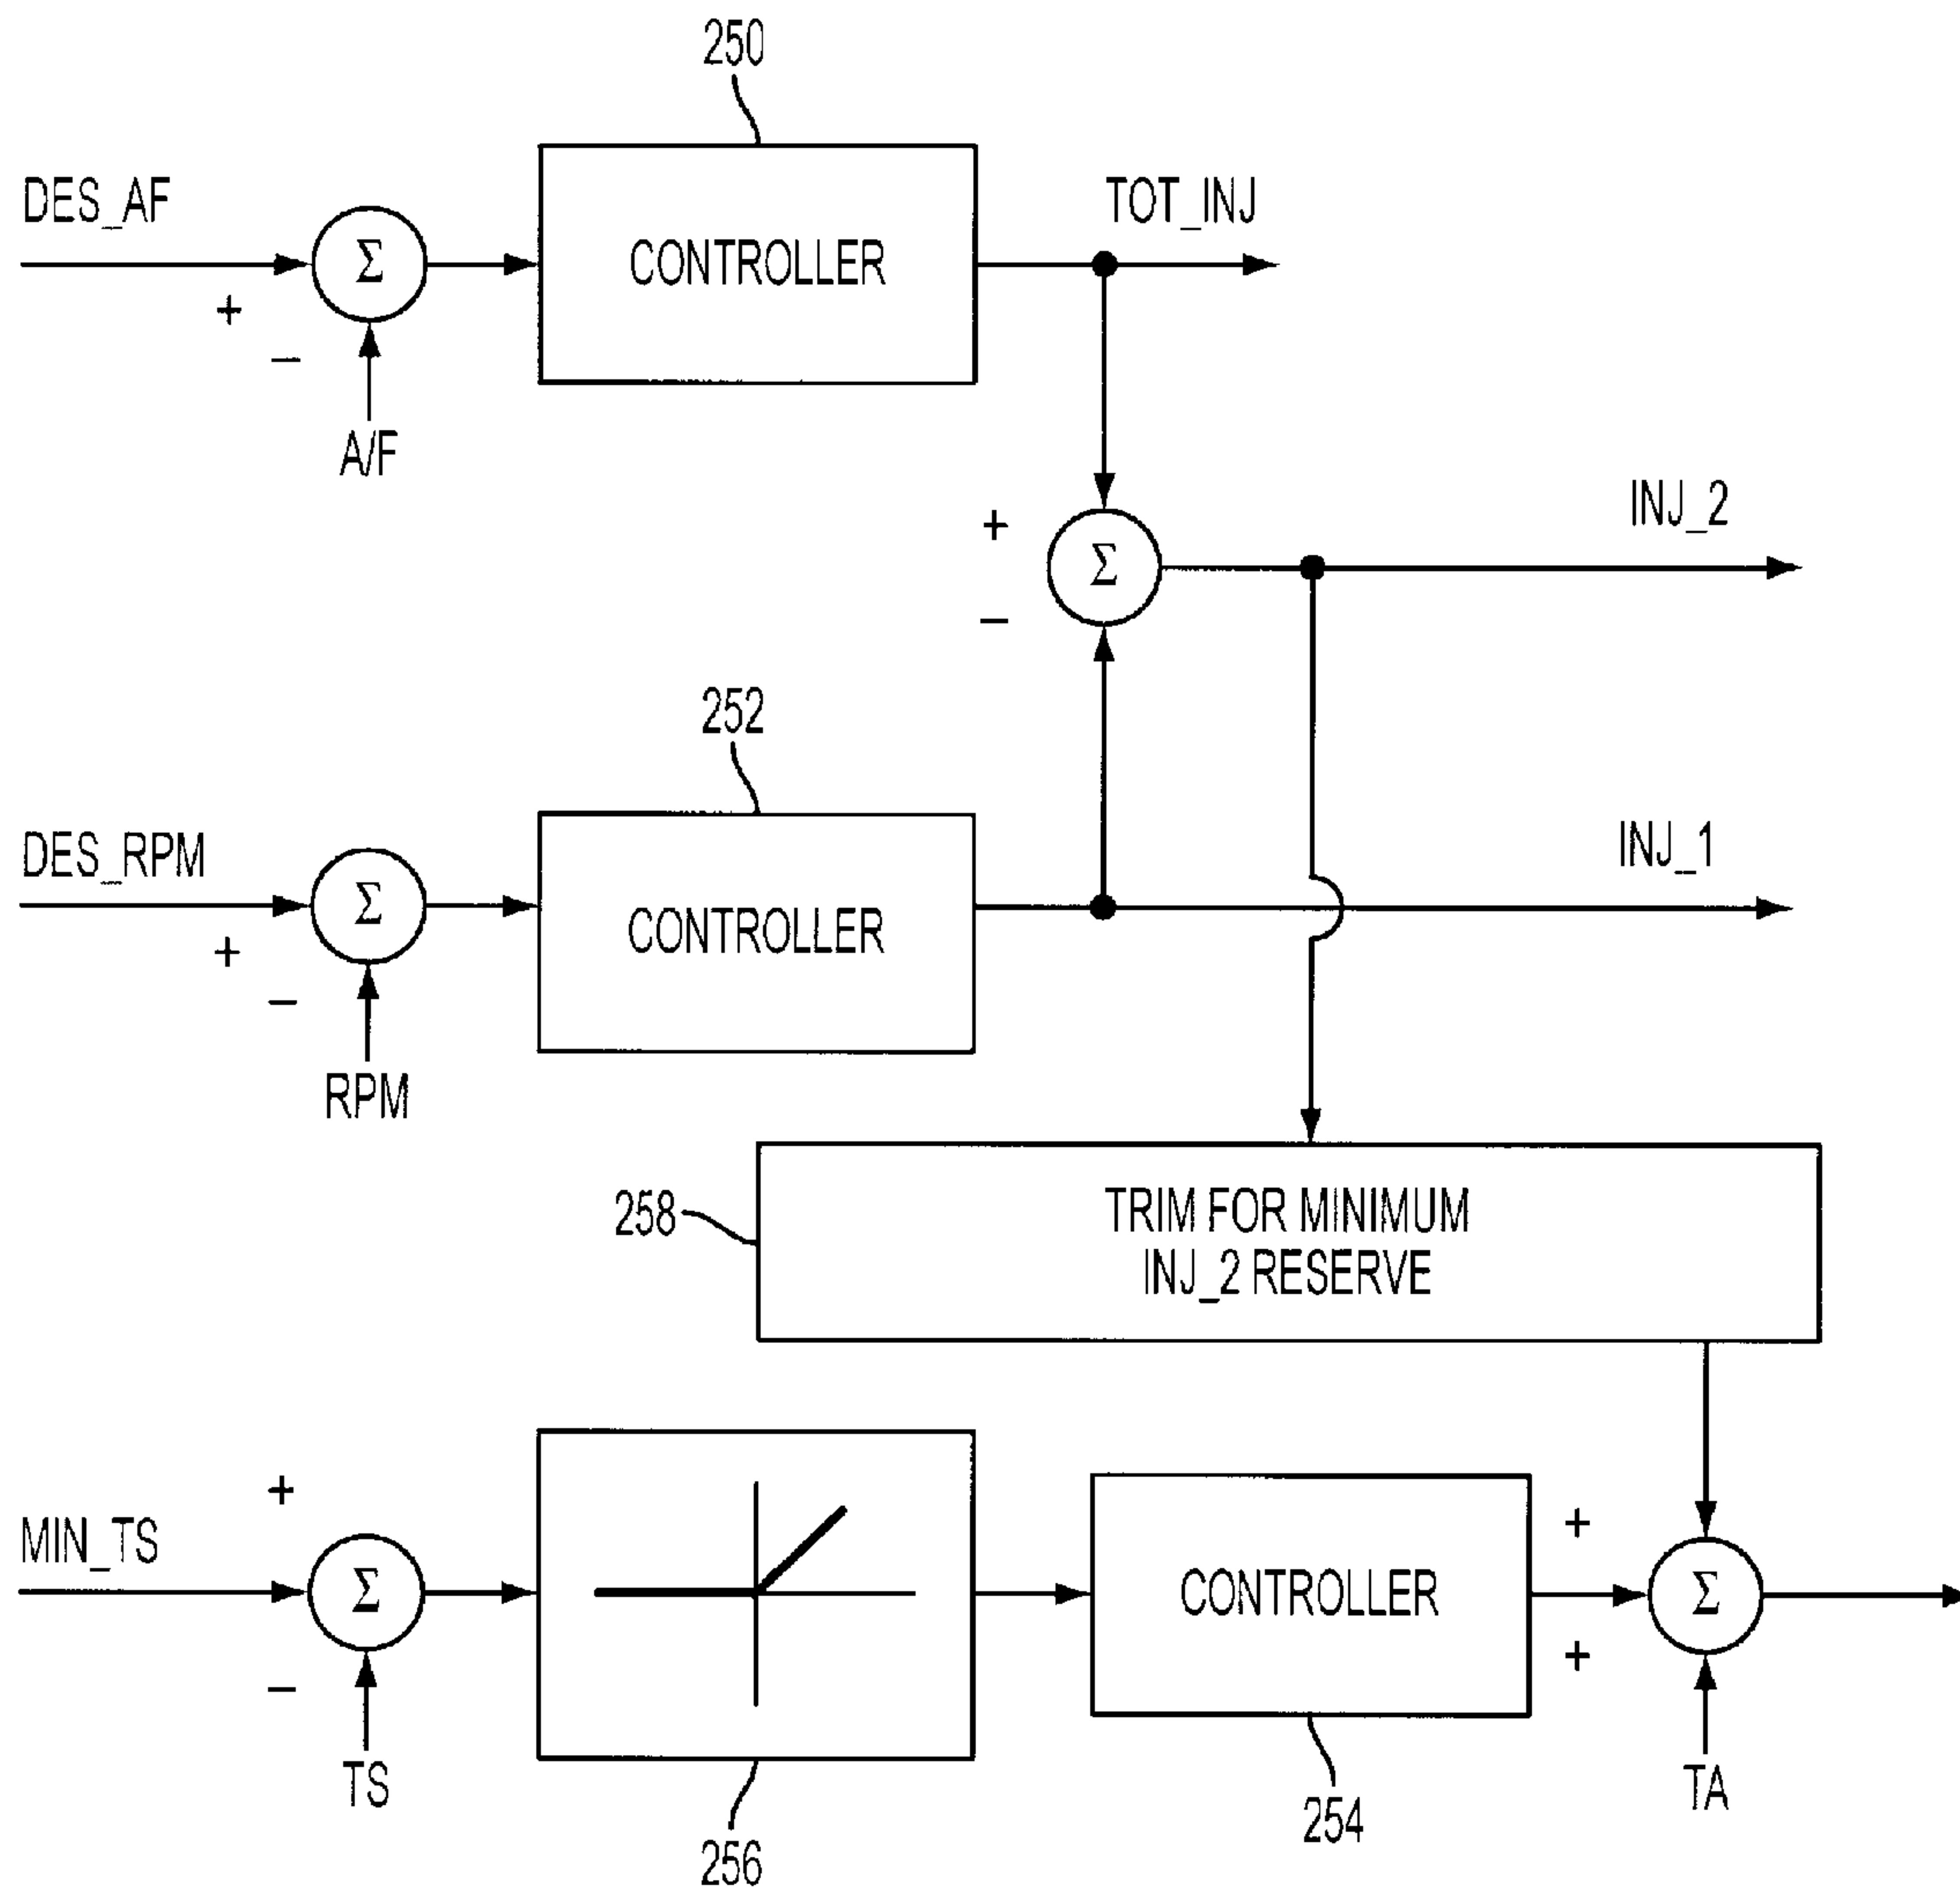 250
DES_AF
TOT_INJ
Σ
CONTROLLER
+
−
A/F
INJ_2
+
Σ
−
252
INJ_1
DES_RPM
Σ
CONTROLLER
+
−
RPM
258
TRIM FOR MINIMUM
INJ_2 RESERVE
+
MIN_TS
Σ
CONTROLLER
+
Σ
+
−
TS
TA
254
256